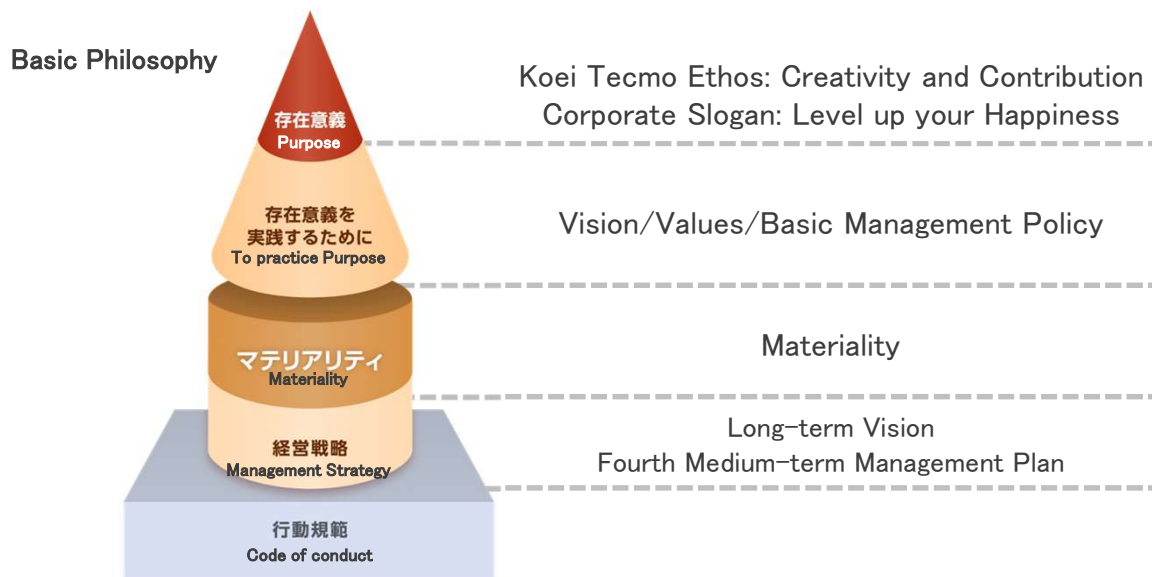 Basic Philosophy
存在意義
Purpose
Koei Tecmo Ethos: Creativity and Contribution
Corporate Slogan: Level up your Happiness
存在意義を
実践するために
To practice Purpose
Vision/Values/Basic Management Policy
マテリアリティ
Materiality
Materiality
経営戦略
Management Strategy
Long-term Vision
Fourth Medium-term Management Plan
行動規範
Code of conduct